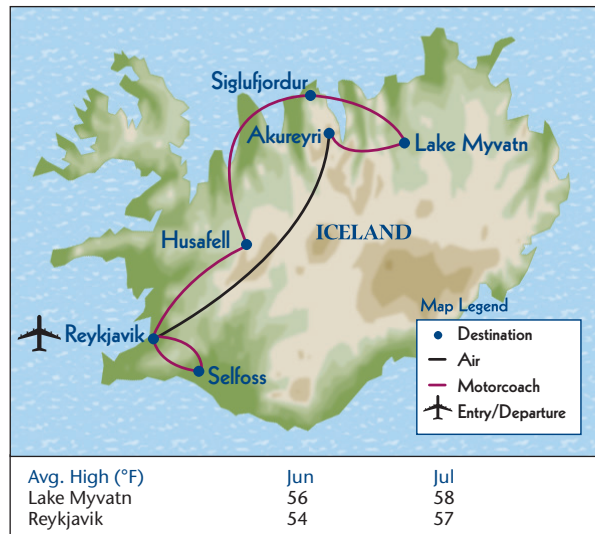 Siglufjordur
Akureyri
Lake Myvatn
Husafell
ICELAND
Reykjavik
Selfoss
Map Legend
Destination
Air
Motorcoach
Entry/Departure
Avg. High (°F) Jun Jul
Lake Myvatn 56 58
Reykjavik 54 57